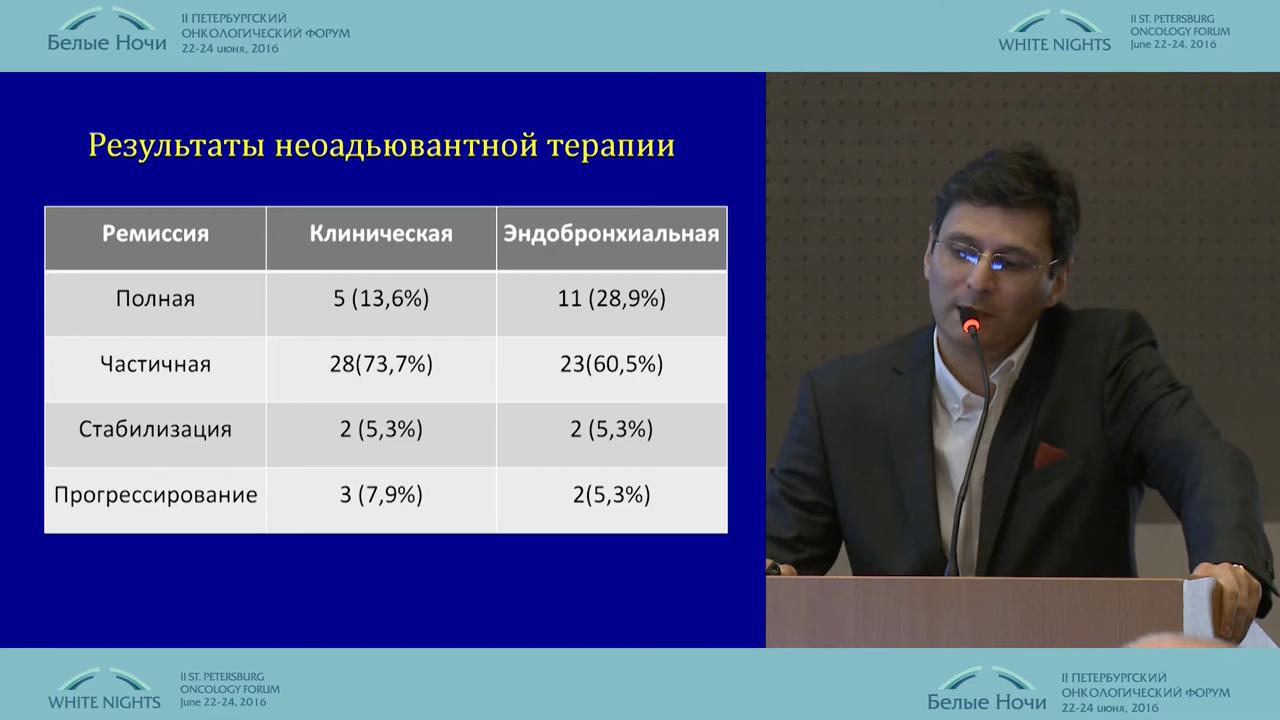 Белые Ночи
II ПЕТЕРБУРГСКИЙ
ОНКОЛОГИЧЕСКИЙ ФОРУМ
22-24 июня, 2016
WHITE NIGHTS
II ST. PETERSBURG
ONCOLOGY FORUM
June 22-24, 2016
Результаты неоадьювантной терапии
Ремиссия Клиническая Эндобронхиальная
Полная 5 (13,6%) 11 (28,9%)
Частичная 28(73,7%) 23(60,5%)
Стабилизация 2 (5,3%) 2 (5,3%)
Прогрессирование 3 (7,9%) 2(5,3%)
WHITE NIGHTS
II ST. PETERSBURG
ONCOLOGY FORUM
June 22-24, 2016
Белые Ночи
II ПЕТЕРБУРГСКИЙ
ОНКОЛОГИЧЕСКИЙ ФОРУМ
22-24 июня, 2016